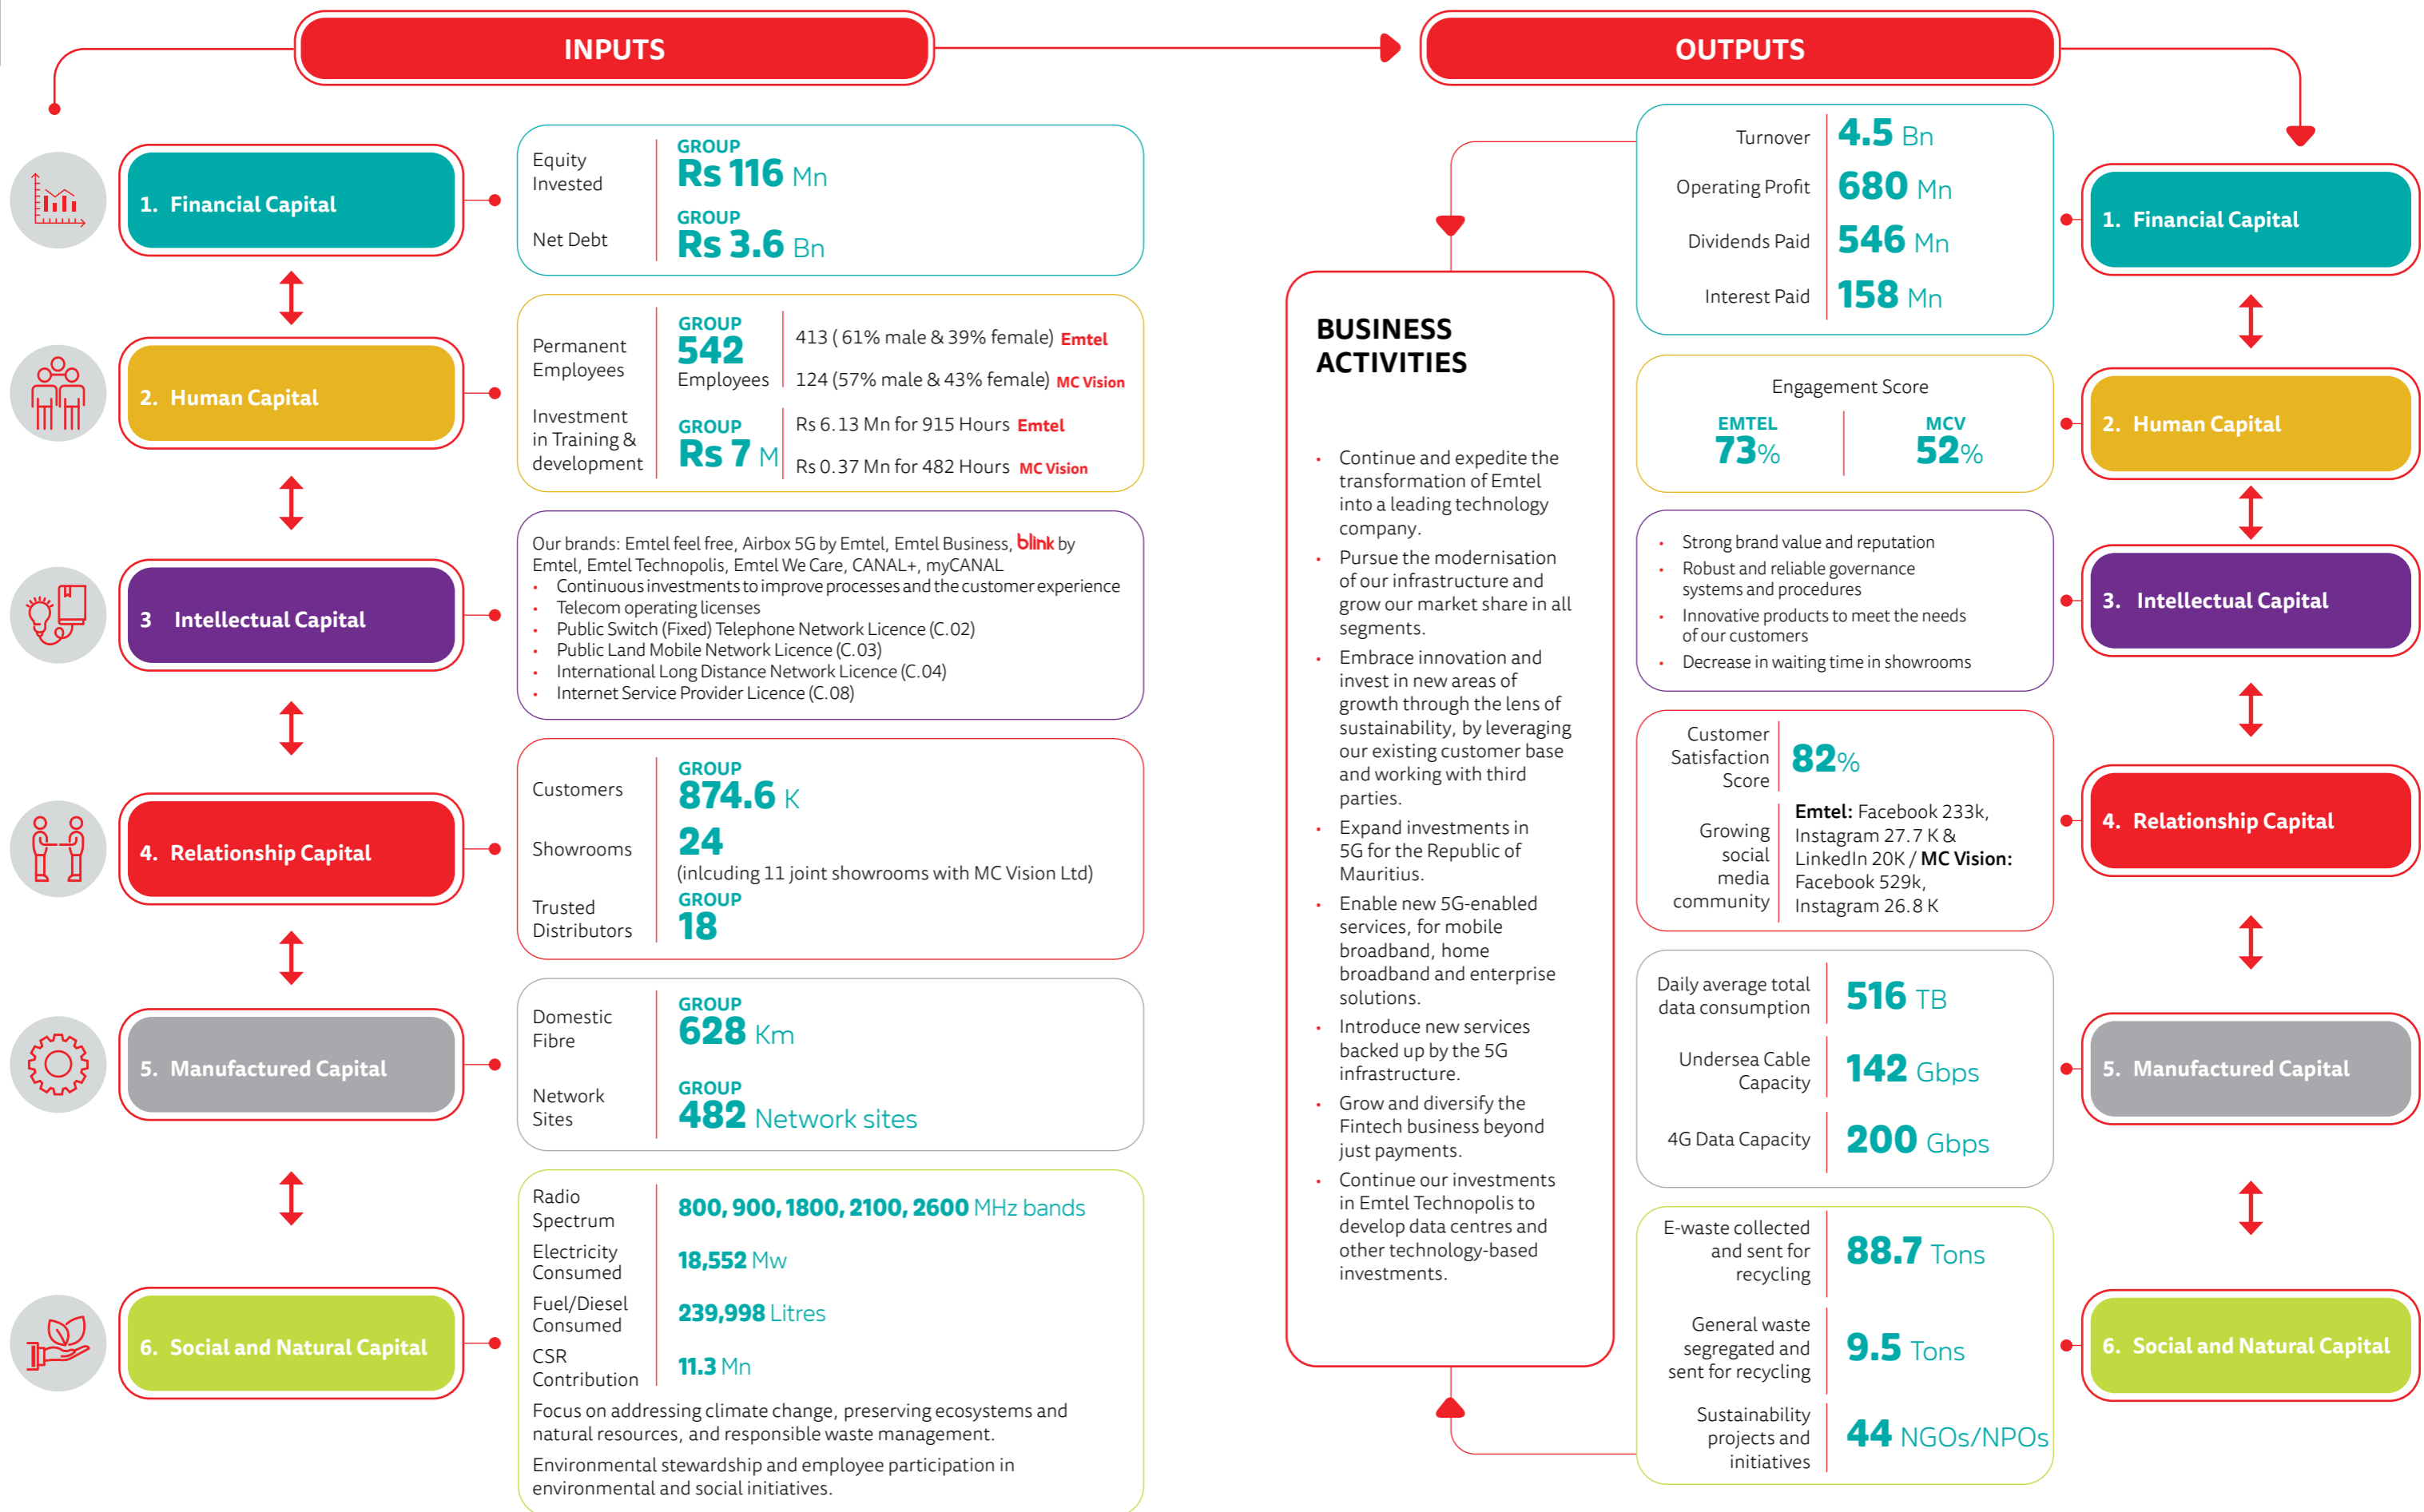 INPUTS
OUTPUTS
1. Financial Capital
Equity
Invested
GROUP
Rs 116 Mn
Net Debt
GROUP
Rs 3.6 Bn
2. Human Capital
Permanent
Employees
GROUP
542
Employees
413 ( 61% male & 39% female) Emtel
124 (57% male & 43% female) MC Vision
Investment
in Training &
development
GROUP
Rs 7 M
Rs 6.13 Mn for 915 Hours Emtel
Rs 0.37 Mn for 482 Hours MC Vision
3 Intellectual Capital
Our brands: Emtel feel free, Airbox 5G by Emtel, Emtel Business, blink by
Emtel, Emtel Technopolis, Emtel We Care, CANAL+, myCANAL
• Continuous investments to improve processes and the customer experience
• Telecom operating licenses
• Public Switch (Fixed) Telephone Network Licence (C.02)
• Public Land Mobile Network Licence (C.03)
• International Long Distance Network Licence (C.04)
• Internet Service Provider Licence (C.08)
4. Relationship Capital
Customers
GROUP
874.6 K
Showrooms
24
(inlcuding 11 joint showrooms with MC Vision Ltd)
Trusted
Distributors
GROUP
18
5. Manufactured Capital
Domestic
Fibre
GROUP
628 Km
Network
Sites
GROUP
482 Network sites
6. Social and Natural Capital
Radio
Spectrum
800, 900, 1800, 2100, 2600 MHz bands
Electricity
Consumed
18,552 Mw
Fuel/Diesel
Consumed
239,998 Litres
CSR
Contribution
11.3 Mn
Focus on addressing climate change, preserving ecosystems and
natural resources, and responsible waste management.
Environmental stewardship and employee participation in
environmental and social initiatives.
BUSINESS
ACTIVITIES
• Continue and expedite the
transformation of Emtel
into a leading technology
company.
• Pursue the modernisation
of our infrastructure and
grow our market share in all
segments.
• Embrace innovation and
invest in new areas of
growth through the lens of
sustainability, by leveraging
our existing customer base
and working with third
parties.
• Expand investments in
5G for the Republic of
Mauritius.
• Enable new 5G-enabled
services, for mobile
broadband, home
broadband and enterprise
solutions.
• Introduce new services
backed up by the 5G
infrastructure.
• Grow and diversify the
Fintech business beyond
just payments.
• Continue our investments
in Emtel Technopolis to
develop data centres and
other technology-based
investments.
Turnover
4.5 Bn
Operating Profit
680 Mn
Dividends Paid
546 Mn
Interest Paid
158 Mn
1. Financial Capital
Engagement Score
EMTEL
73%
MCV
52%
2. Human Capital
• Strong brand value and reputation
• Robust and reliable governance
systems and procedures
• Innovative products to meet the needs
of our customers
• Decrease in waiting time in showrooms
3. Intellectual Capital
Customer
Satisfaction
Score
82%
Growing
social
media
community
Emtel: Facebook 233k,
Instagram 27.7 K &
LinkedIn 20K / MC Vision:
Facebook 529k,
Instagram 26.8 K
4. Relationship Capital
Daily average total
data consumption
516 TB
Undersea Cable
Capacity
142 Gbps
4G Data Capacity
200 Gbps
5. Manufactured Capital
E-waste collected
and sent for
recycling
88.7 Tons
General waste
segregated and
sent for recycling
9.5 Tons
Sustainability
projects and
initiatives
44 NGOs/NPOs
6. Social and Natural Capital